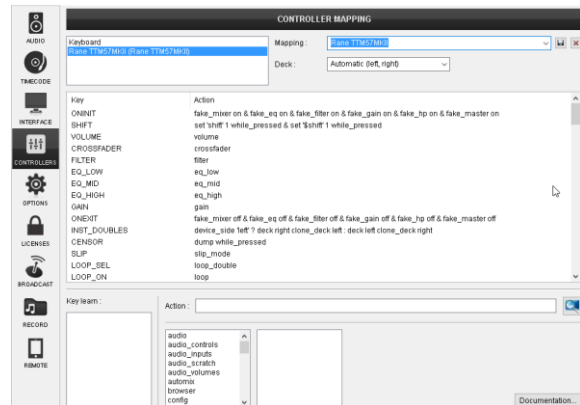 CONTROLLER MAPPING
AUDIO
TIMECODE
INTERFACE
CONTROLLERS
OPTIONS
LICENSES
BROADCAST
RECORD
REMOTE
Keyboard
Rane TTM57MKII (Rane TTM57MKII)
Mapping : Rane TTM57MKII
Deck : Automatic (left, right)
Key Action
ONINIT fake_mixer on & fake_eq on & fake_filter on & fake_gain on & fake_hp on & fake_master on
SHIFT set 'shift' 1 while_pressed & set '$shift' 1 while_pressed
VOLUME volume
CROSSFADER crossfader
FILTER filter
EQ_LOW eq_low
EQ_MID eq_mid
EQ_HIGH eq_high
GAIN gain
ONEXIT fake_mixer off & fake_eq off & fake_filter off & fake_gain off & fake_hp off & fake_master off
INST_DOUBLES device_side 'left' ? deck right clone_deck left : deck left clone_deck right
CENSOR dump while_pressed
SLIP slip_mode
LOOP_SEL loop_double
LOOP_ON loop
Key learn :
Action :
audio
audio_controls
audio_inputs
audio_scratch
audio_volumes
automix
browser
config
Documentation...